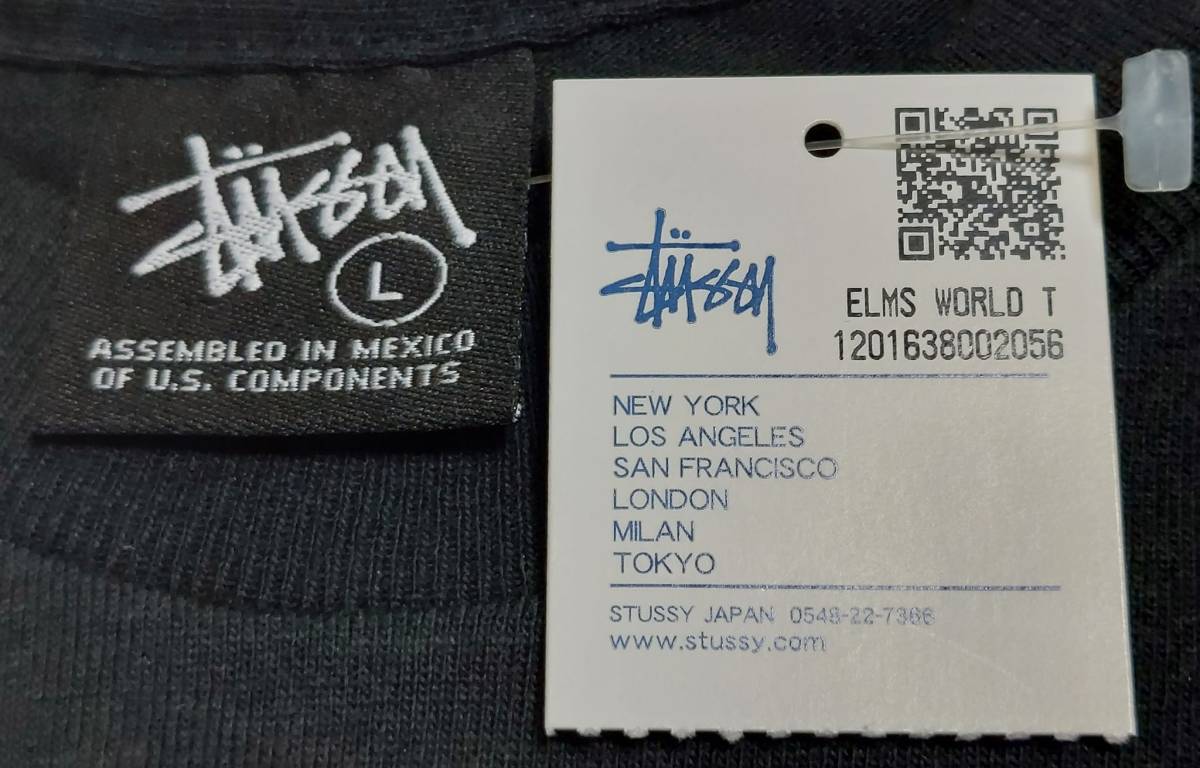 STÜSSY
L
ASSEMBLED IN MEXICO
OF U.S. COMPONENTS
STÜSSY
ELMS WORLD T
1201638002056
NEW YORK
LOS ANGELES
SAN FRANCISCO
LONDON
MILAN
TOKYO
STUSSY JAPAN 0548-22-7366
www.stussy.com